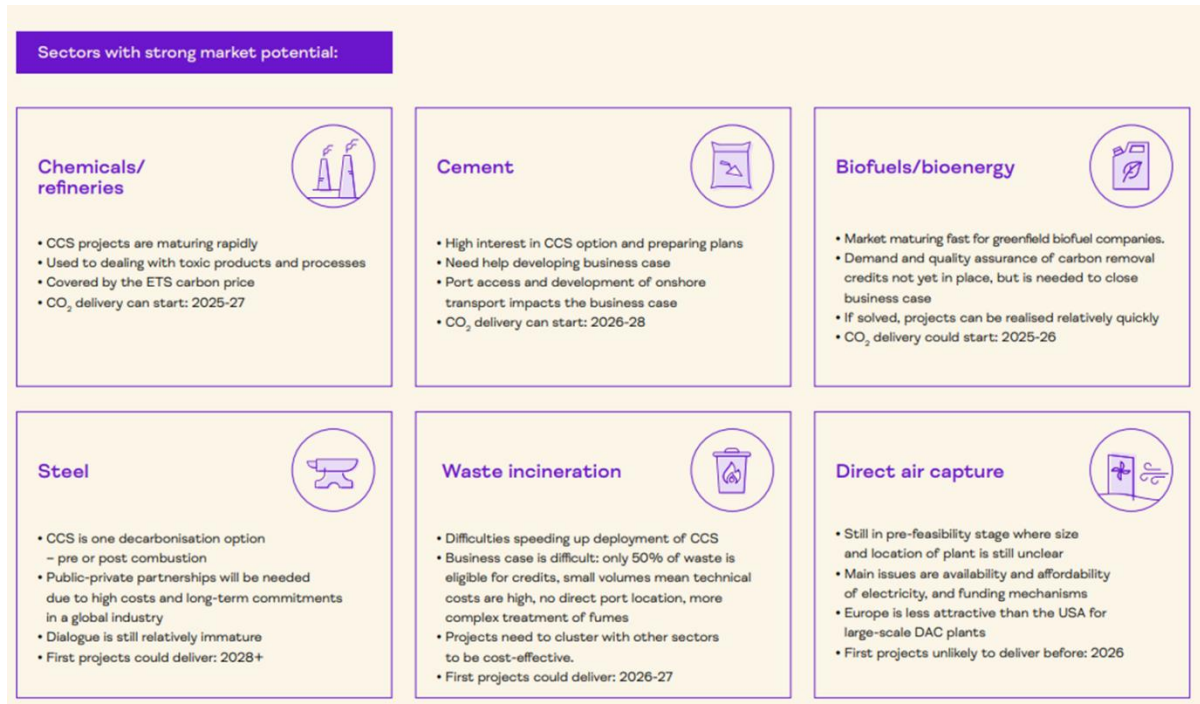 Sectors with strong market potential:
Chemicals/
refineries
• CCS projects are maturing rapidly
• Used to dealing with toxic products and processes
• Covered by the ETS carbon price
• CO₂ delivery can start: 2025-27
Cement
• High interest in CCS option and preparing plans
• Need help developing business case
• Port access and development of onshore
transport impacts the business case
• CO₂ delivery can start: 2026-28
Biofuels/bioenergy
• Market maturing fast for greenfield biofuel companies.
• Demand and quality assurance of carbon removal
credits not yet in place, but is needed to close
business case
• If solved, projects can be realised relatively quickly
• CO₂ delivery could start: 2025-26
Steel
• CCS is one decarbonisation option
– pre or post combustion
• Public-private partnerships will be needed
due to high costs and long-term commitments
in a global industry
• Dialogue is still relatively immature
• First projects could deliver: 2028+
Waste incineration
• Difficulties speeding up deployment of CCS
• Business case is difficult: only 50% of waste is
eligible for credits, small volumes mean technical
costs are high, no direct port location, more
complex treatment of fumes
• Projects need to cluster with other sectors
to be cost-effective.
• First projects could deliver: 2026-27
Direct air capture
• Still in pre-feasibility stage where size
and location of plant is still unclear
• Main issues are availability and affordability
of electricity, and funding mechanisms
• Europe is less attractive than the USA for
large-scale DAC plants
• First projects unlikely to deliver before: 2026